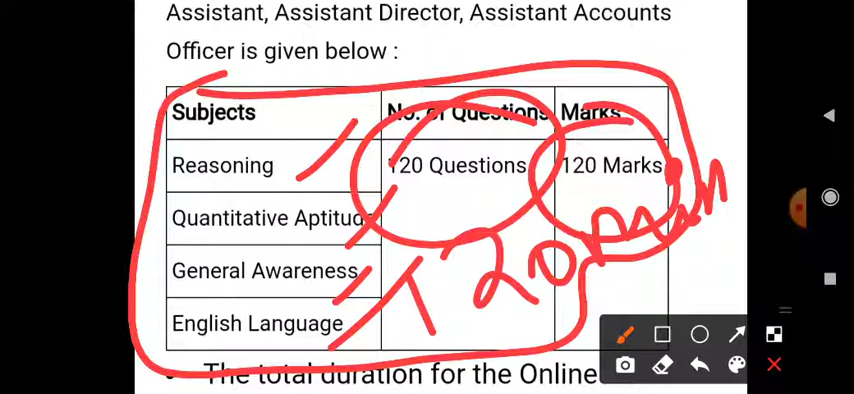 Assistant, Assistant Director, Assistant Accounts
Officer is given below :
Subjects No. of Questions Marks
Reasoning 120 Questions 120 Marks
Quantitative Aptitude
General Awareness
English Language
120 Min
The total duration for the Online